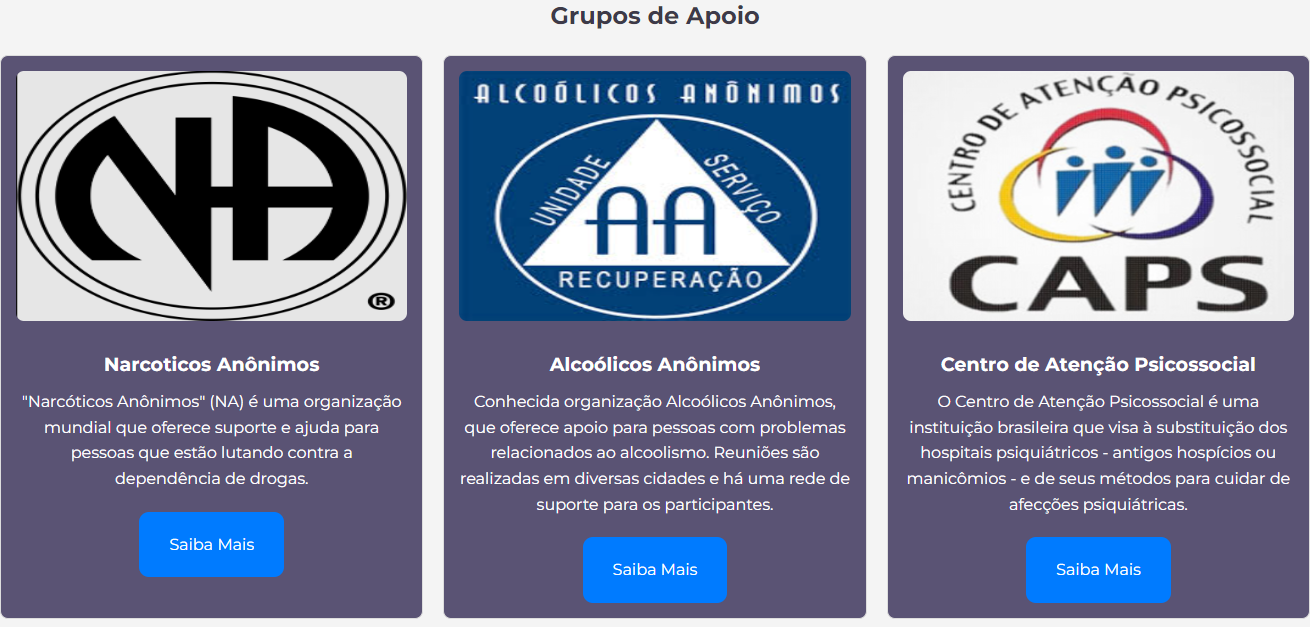 Grupos de Apoio
NA
®
Narcoticos Anônimos
"Narcóticos Anônimos" (NA) é uma organização
mundial que oferece suporte e ajuda para
pessoas que estão lutando contra a
dependência de drogas.
Saiba Mais
ALCOÓLICOS ANÔNIMOS
UNIDADE
SERVIÇO
AA
RECUPERAÇÃO
Alcoólicos Anônimos
Conhecida organização Alcoólicos Anônimos,
que oferece apoio para pessoas com problemas
relacionados ao alcoolismo. Reuniões são
realizadas em diversas cidades e há uma rede de
suporte para os participantes.
Saiba Mais
CENTRO DE ATENÇÃO PSICOSSOCIAL
CAPS
Centro de Atenção Psicossocial
O Centro de Atenção Psicossocial é uma
instituição brasileira que visa à substituição dos
hospitais psiquiátricos - antigos hospícios ou
manicômios - e de seus métodos para cuidar de
afecções psiquiátricas.
Saiba Mais